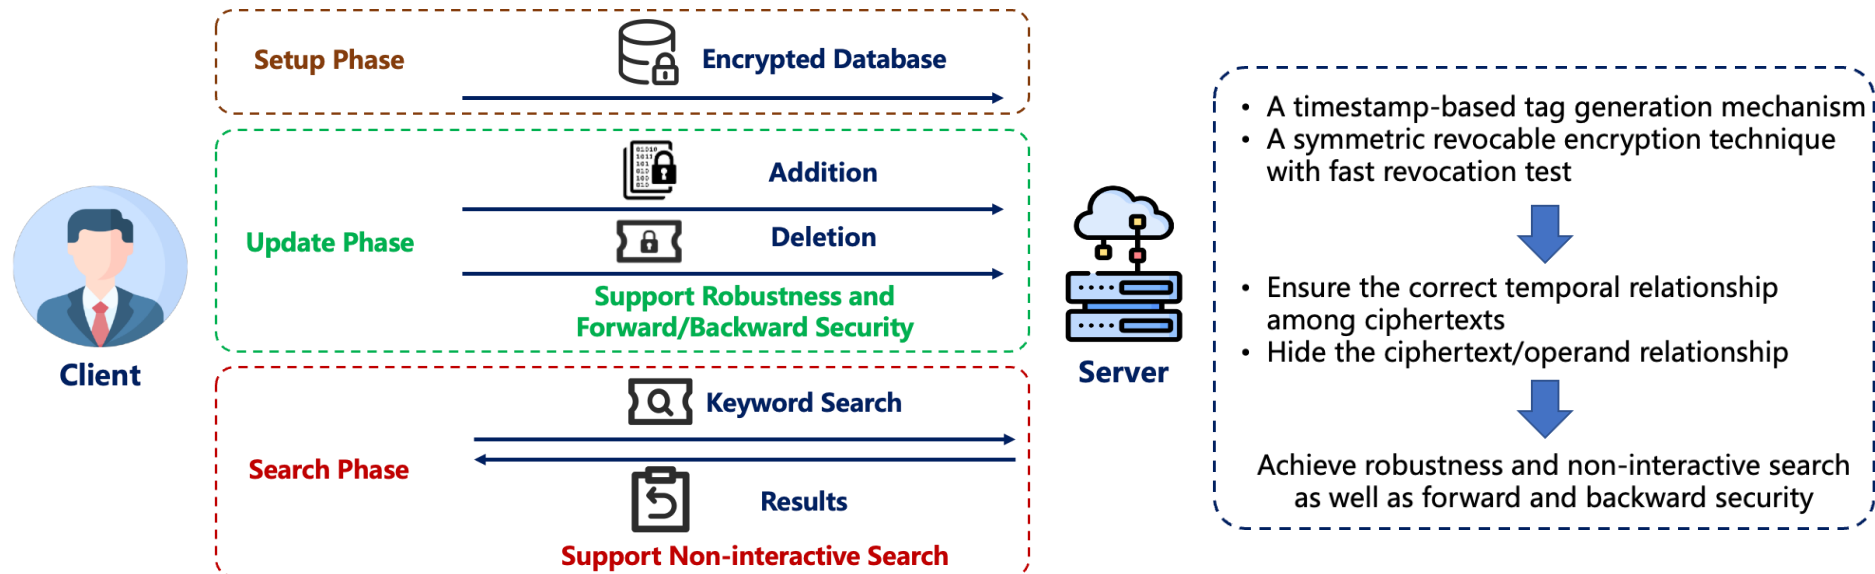 Setup Phase
Encrypted Database
Update Phase
Addition
Deletion
Support Robustness and
Forward/Backward Security
Client
Search Phase
Keyword Search
Results
Support Non-interactive Search
Server
• A timestamp-based tag generation mechanism
• A symmetric revocable encryption technique
with fast revocation test
• Ensure the correct temporal relationship
among ciphertexts
• Hide the ciphertext/operand relationship
Achieve robustness and non-interactive search
as well as forward and backward security